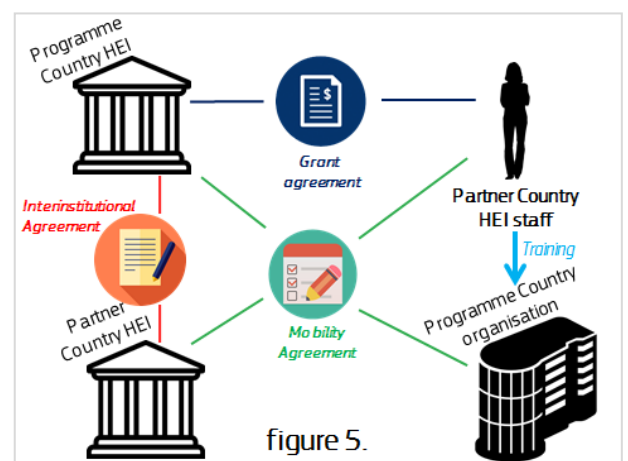 Programme
Country HEI
Grant
agreement
Partner Country
HEI staff
Interinstitutional
Agreement
Training
Partner
Country HEI
Mobility
Agreement
Programme Country
organisation
figure 5.